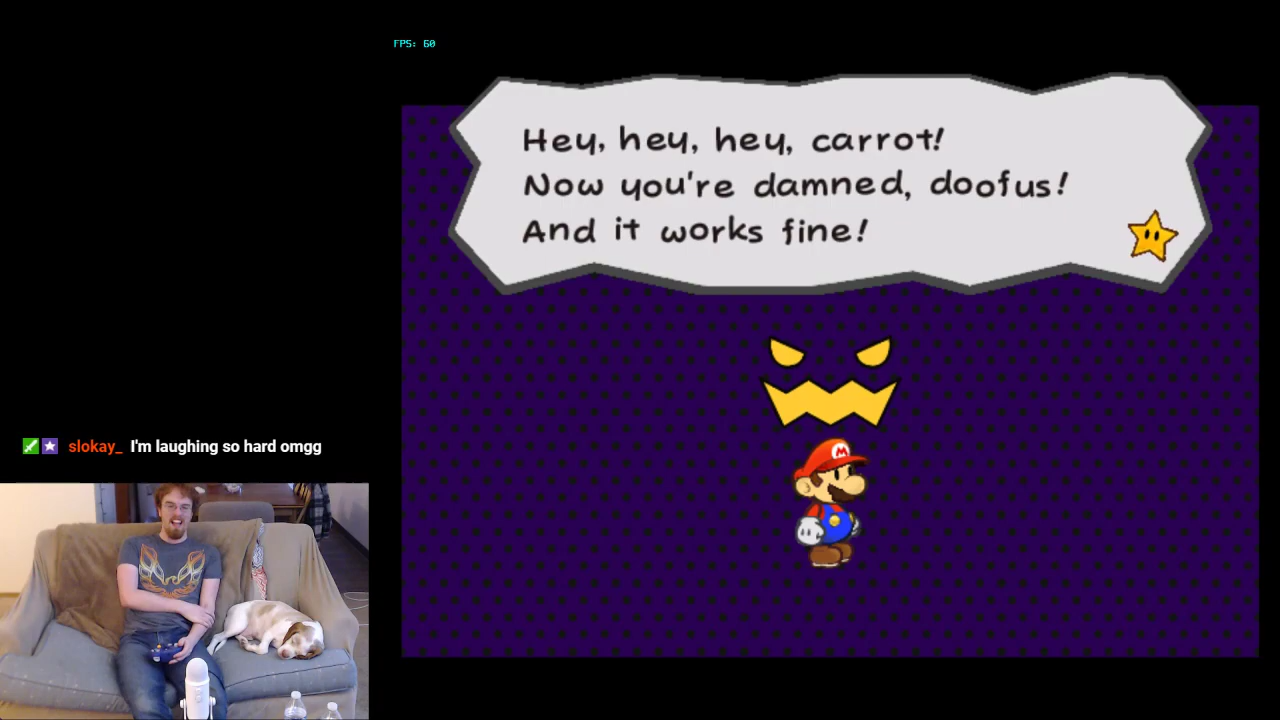 FPS: 60
Hey, hey, hey, carrot!
Now you're damned, doofus!
And it works fine!
M
slokay_ I'm laughing so hard omgg